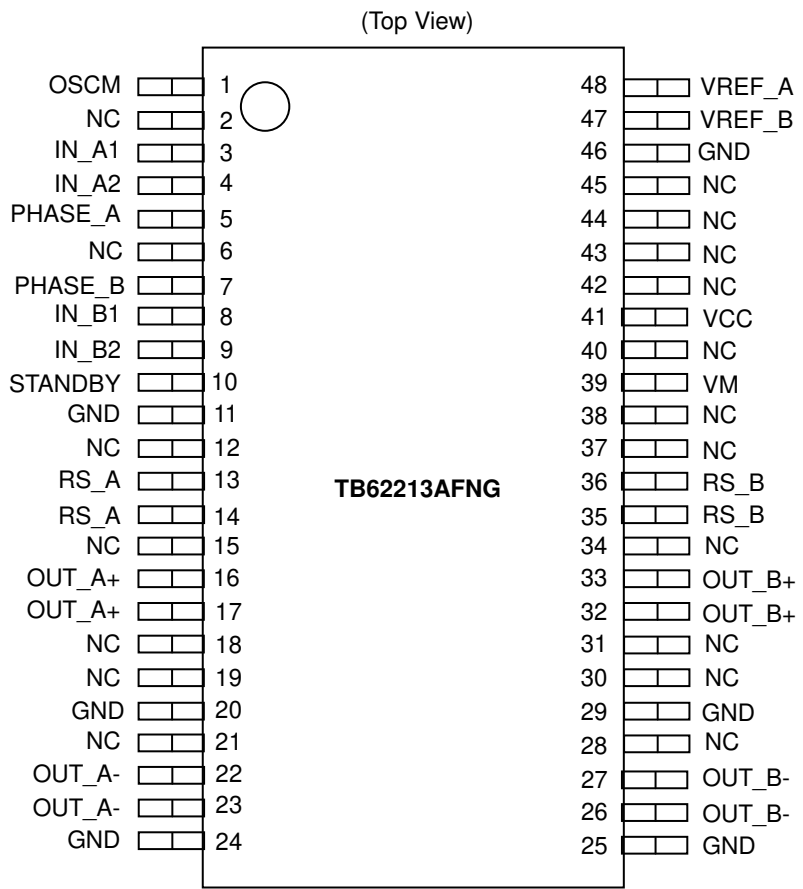 (Top View)
OSCM 1 48 VREF_A
NC 2 47 VREF_B
IN_A1 3 46 GND
IN_A2 4 45 NC
PHASE_A 5 44 NC
NC 6 43 NC
PHASE_B 7 42 NC
IN_B1 8 41 VCC
IN_B2 9 40 NC
STANDBY 10 39 VM
GND 11 38 NC
NC 12 37 NC
RS_A 13 36 RS_B
TB62213AFNG
RS_A 14 35 RS_B
NC 15 34 NC
OUT_A+ 16 33 OUT_B+
OUT_A+ 17 32 OUT_B+
NC 18 31 NC
NC 19 30 NC
GND 20 29 GND
NC 21 28 NC
OUT_A- 22 27 OUT_B-
OUT_A- 23 26 OUT_B-
GND 24 25 GND